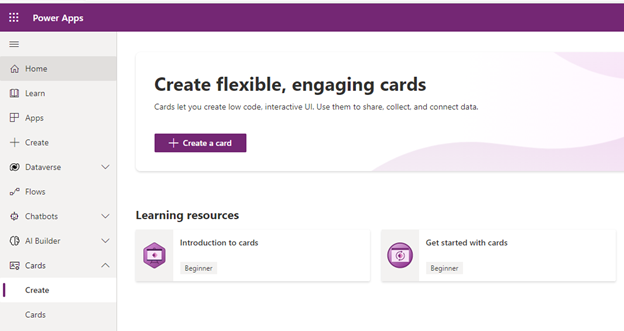 Power Apps
Home
Learn
Apps
Create
Dataverse
Flows
Chatbots
AI Builder
Cards
Create
Cards
Create flexible, engaging cards
Cards let you create low code, interactive UI. Use them to share, collect, and connect data.
Create a card
Learning resources
Introduction to cards
Beginner
Get started with cards
Beginner